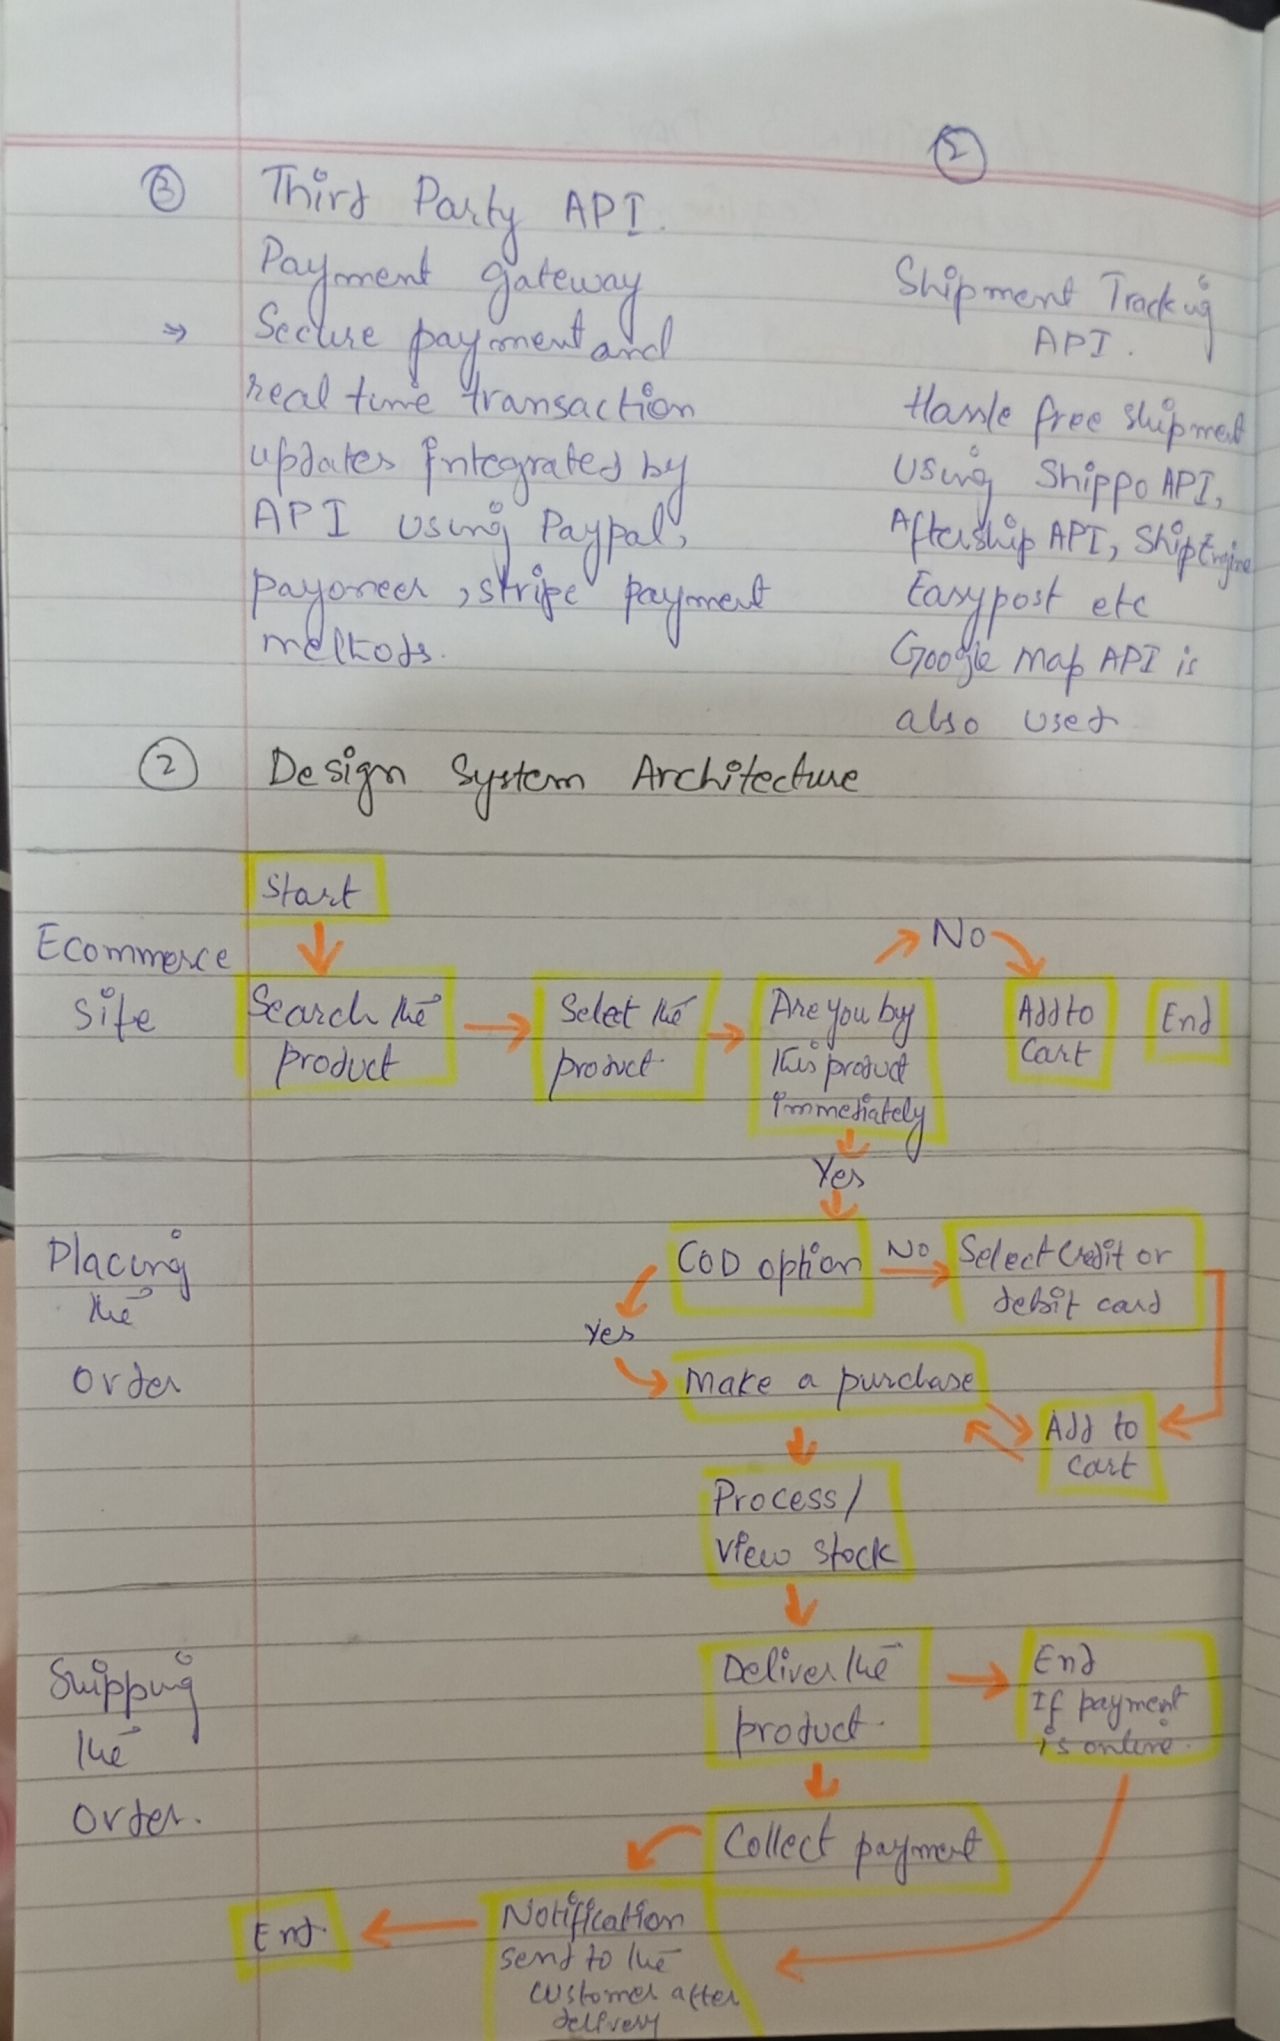 2
3 Third Party API.
Payment gateway
⇒ Secure payment and
real time transaction
updates integrated by
API using Paypal,
payoneer, stripe payment
methods.
Shipment Trackig
API.
Hassle free shipment
Using Shippo API,
Aftership API, ShipEngine
Easypost etc
Google Map API is
also used
2 Design System Architecture
Start
Ecommerce
Site
No
Search the
product
Select the
product
Are you by
this product
immediately
Add to
Cart
End
Yes
Placing
the
Order
COD option
No
Select Credit or
debit card
Yes
Make a purchase
Add to
cart
Process/
View stock
Shipping
the
Order.
Deliver the
product.
End
If payment
is online.
Collect payment
Notification
send to the
customer after
delivery
End.